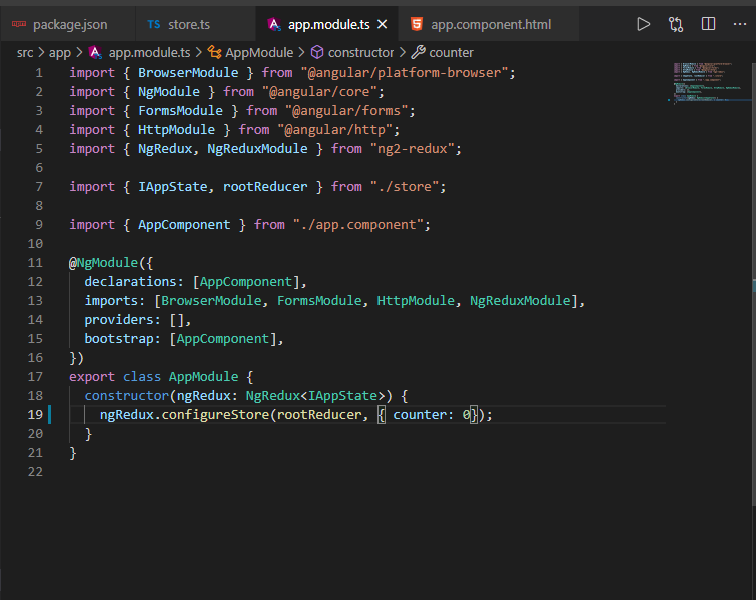 package.json TS store.ts app.module.ts app.component.html
src > app > app.module.ts > AppModule > constructor > counter
1 import { BrowserModule } from "@angular/platform-browser";
2 import { NgModule } from "@angular/core";
3 import { FormsModule } from "@angular/forms";
4 import { HttpModule } from "@angular/http";
5 import { NgRedux, NgReduxModule } from "ng2-redux";
6
7 import { IAppState, rootReducer } from "./store";
8
9 import { AppComponent } from "./app.component";
10
11 @NgModule({
12   declarations: [AppComponent],
13   imports: [BrowserModule, FormsModule, HttpModule, NgReduxModule],
14   providers: [],
15   bootstrap: [AppComponent],
16 })
17 export class AppModule {
18   constructor(ngRedux: NgRedux<IAppState>) {
19     ngRedux.configureStore(rootReducer, { counter: 0});
20   }
21 }
22